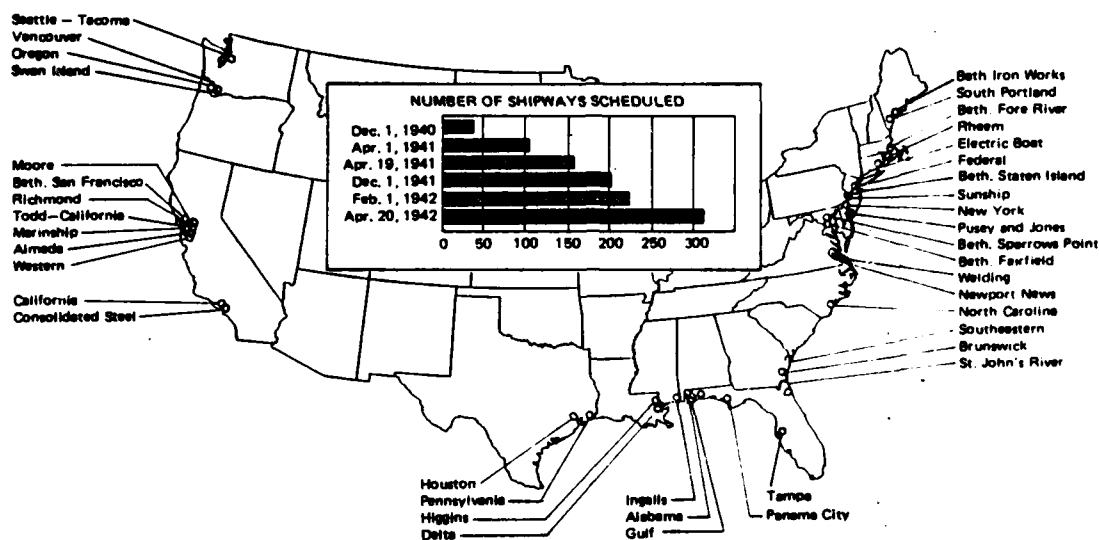 Seattle – Tacoma
Vancouver
Oregon
Swan Island
Moore
Beth. San Francisco
Richmond
Todd–California
Marinship
Almeda
Western
California
Consolidated Steel
NUMBER OF SHIPWAYS SCHEDULED
Dec. 1, 1940
Apr. 1, 1941
Apr. 19, 1941
Dec. 1, 1941
Feb. 1, 1942
Apr. 20, 1942
0 50 100 150 200 250 300
Beth Iron Works
South Portland
Beth. Fore River
Rheem
Electric Boat
Federal
Beth. Staten Island
Sunship
New York
Pusey and Jones
Beth. Sparrows Point
Beth. Fairfield
Welding
Newport News
North Carolina
Southeastern
Brunswick
St. John's River
Houston
Pennsylvania
Higgins
Delta
Ingalls
Alabama
Gulf
Tampa
Panama City